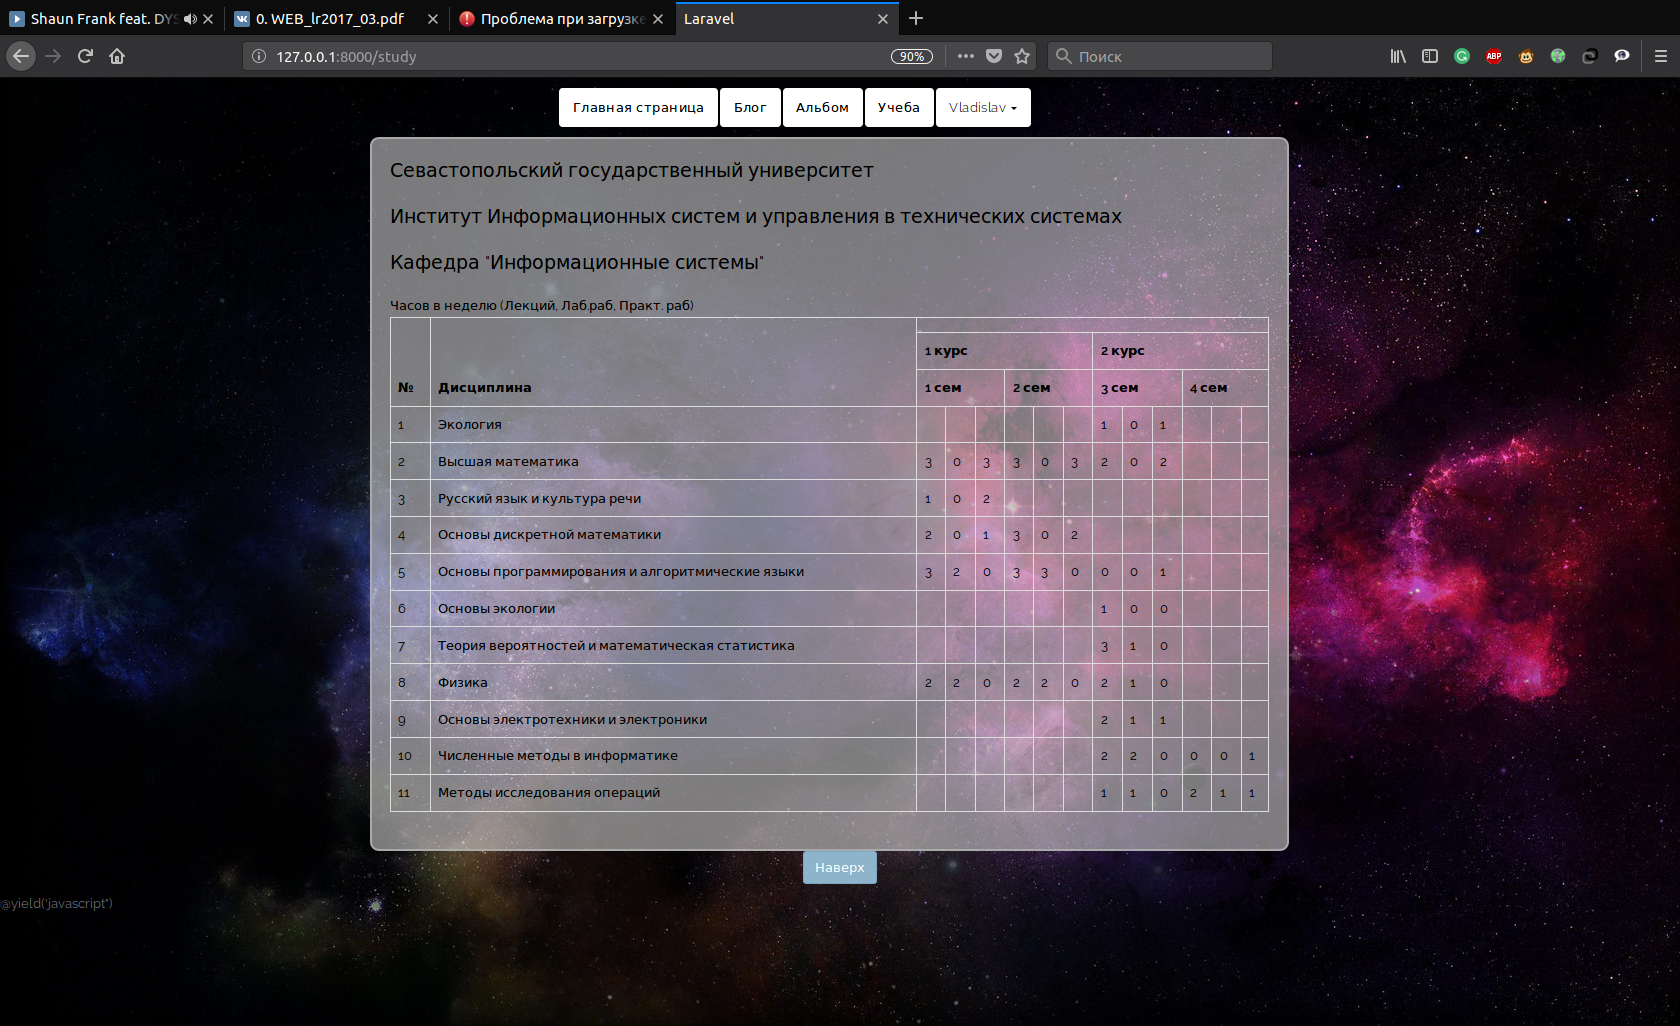 Shaun Frank feat. DYS
0. WEB_lr2017_03.pdf
Проблема при загрузке
Laravel
127.0.0.1:8000/study
90%
Поиск
ABP
Главная страница
Блог
Альбом
Учеба
Vladislav
Севастопольский государственный университет
Институт Информационных систем и управления в технических системах
Кафедра "Информационные системы"
Часов в неделю (Лекций, Лаб.раб, Практ. раб)
1 курс 2 курс
№ Дисциплина 1 сем 2 сем 3 сем 4 сем
1 Экология 1 0 1
2 Высшая математика 3 0 3 3 0 3 2 0 2
3 Русский язык и культура речи 1 0 2
4 Основы дискретной математики 2 0 1 3 0 2
5 Основы программирования и алгоритмические языки 3 2 0 3 3 0 0 0 1
6 Основы экологии 1 0 0
7 Теория вероятностей и математическая статистика 3 1 0
8 Физика 2 2 0 2 2 0 2 1 0
9 Основы электротехники и электроники 2 1 1
10 Численные методы в информатике 2 2 0 0 0 1
11 Методы исследования операций 1 1 0 2 1 1
Наверх
@yield('javascript")